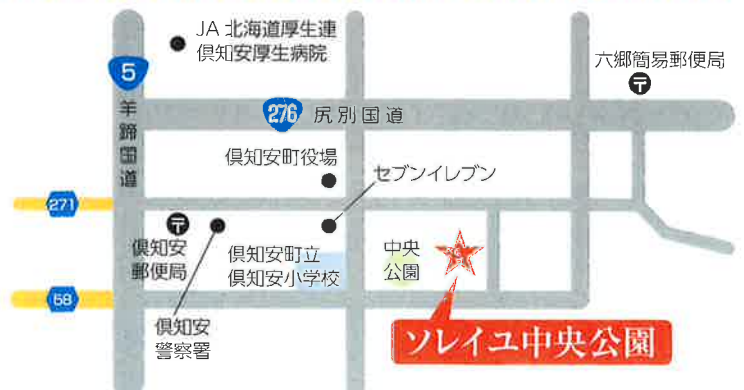 JA 北海道厚生連
倶知安厚生病院
六郷簡易郵便局
5
羊蹄国道
276
尻別国道
倶知安町役場
セブンイレブン
271
倶知安
郵便局
倶知安町立
倶知安小学校
中央
公園
58
倶知安
警察署
ソレイユ中央公園